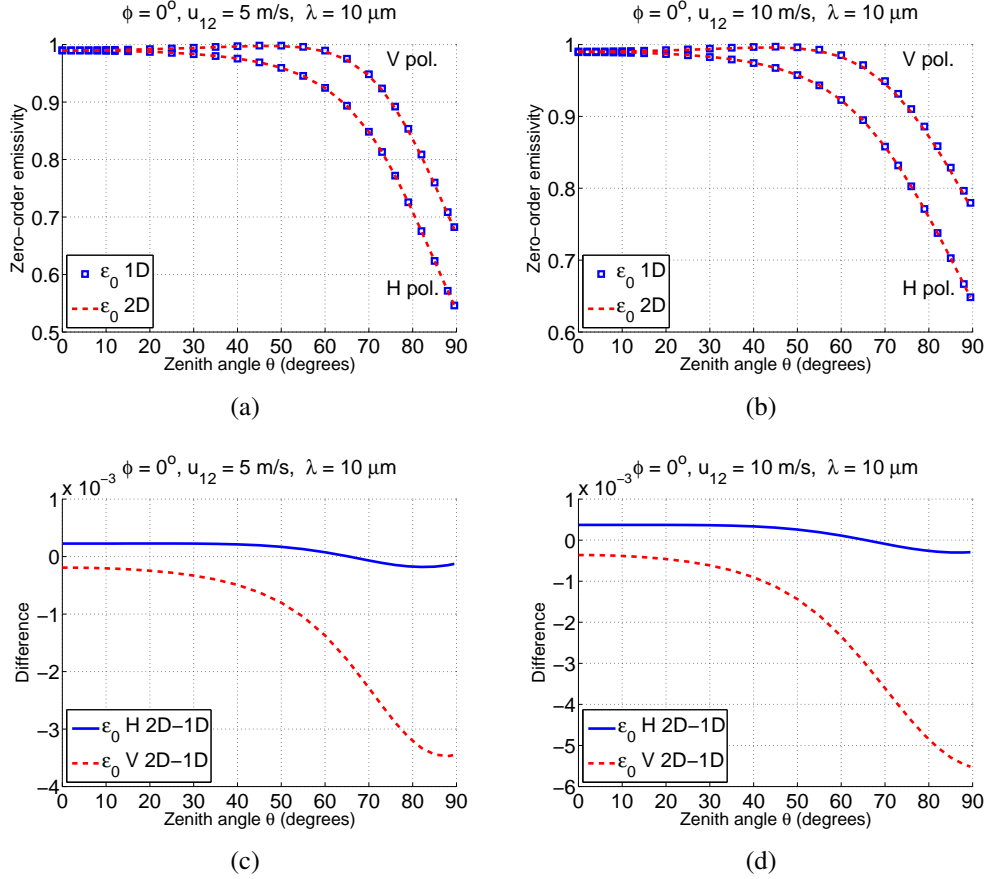 ϕ = 0°, u₁₂ = 5 m/s, λ = 10 μm
Zero-order emissivity
1
0.9
0.8
0.7
0.6
0.5
V pol.
H pol.
ε₀ 1D
ε₀ 2D
0 10 20 30 40 50 60 70 80 90
Zenith angle θ (degrees)
(a)
ϕ = 0°, u₁₂ = 10 m/s, λ = 10 μm
Zero-order emissivity
1
0.9
0.8
0.7
0.6
V pol.
H pol.
ε₀ 1D
ε₀ 2D
0 10 20 30 40 50 60 70 80 90
Zenith angle θ (degrees)
(b)
ϕ = 0°, u₁₂ = 5 m/s, λ = 10 μm
x 10⁻³
Difference
1
0
−1
−2
−3
−4
ε₀ H 2D−1D
ε₀ V 2D−1D
0 10 20 30 40 50 60 70 80 90
Zenith angle θ (degrees)
(c)
ϕ = 0°, u₁₂ = 10 m/s, λ = 10 μm
x 10⁻³
Difference
1
0
−1
−2
−3
−4
−5
−6
ε₀ H 2D−1D
ε₀ V 2D−1D
0 10 20 30 40 50 60 70 80 90
Zenith angle θ (degrees)
(d)